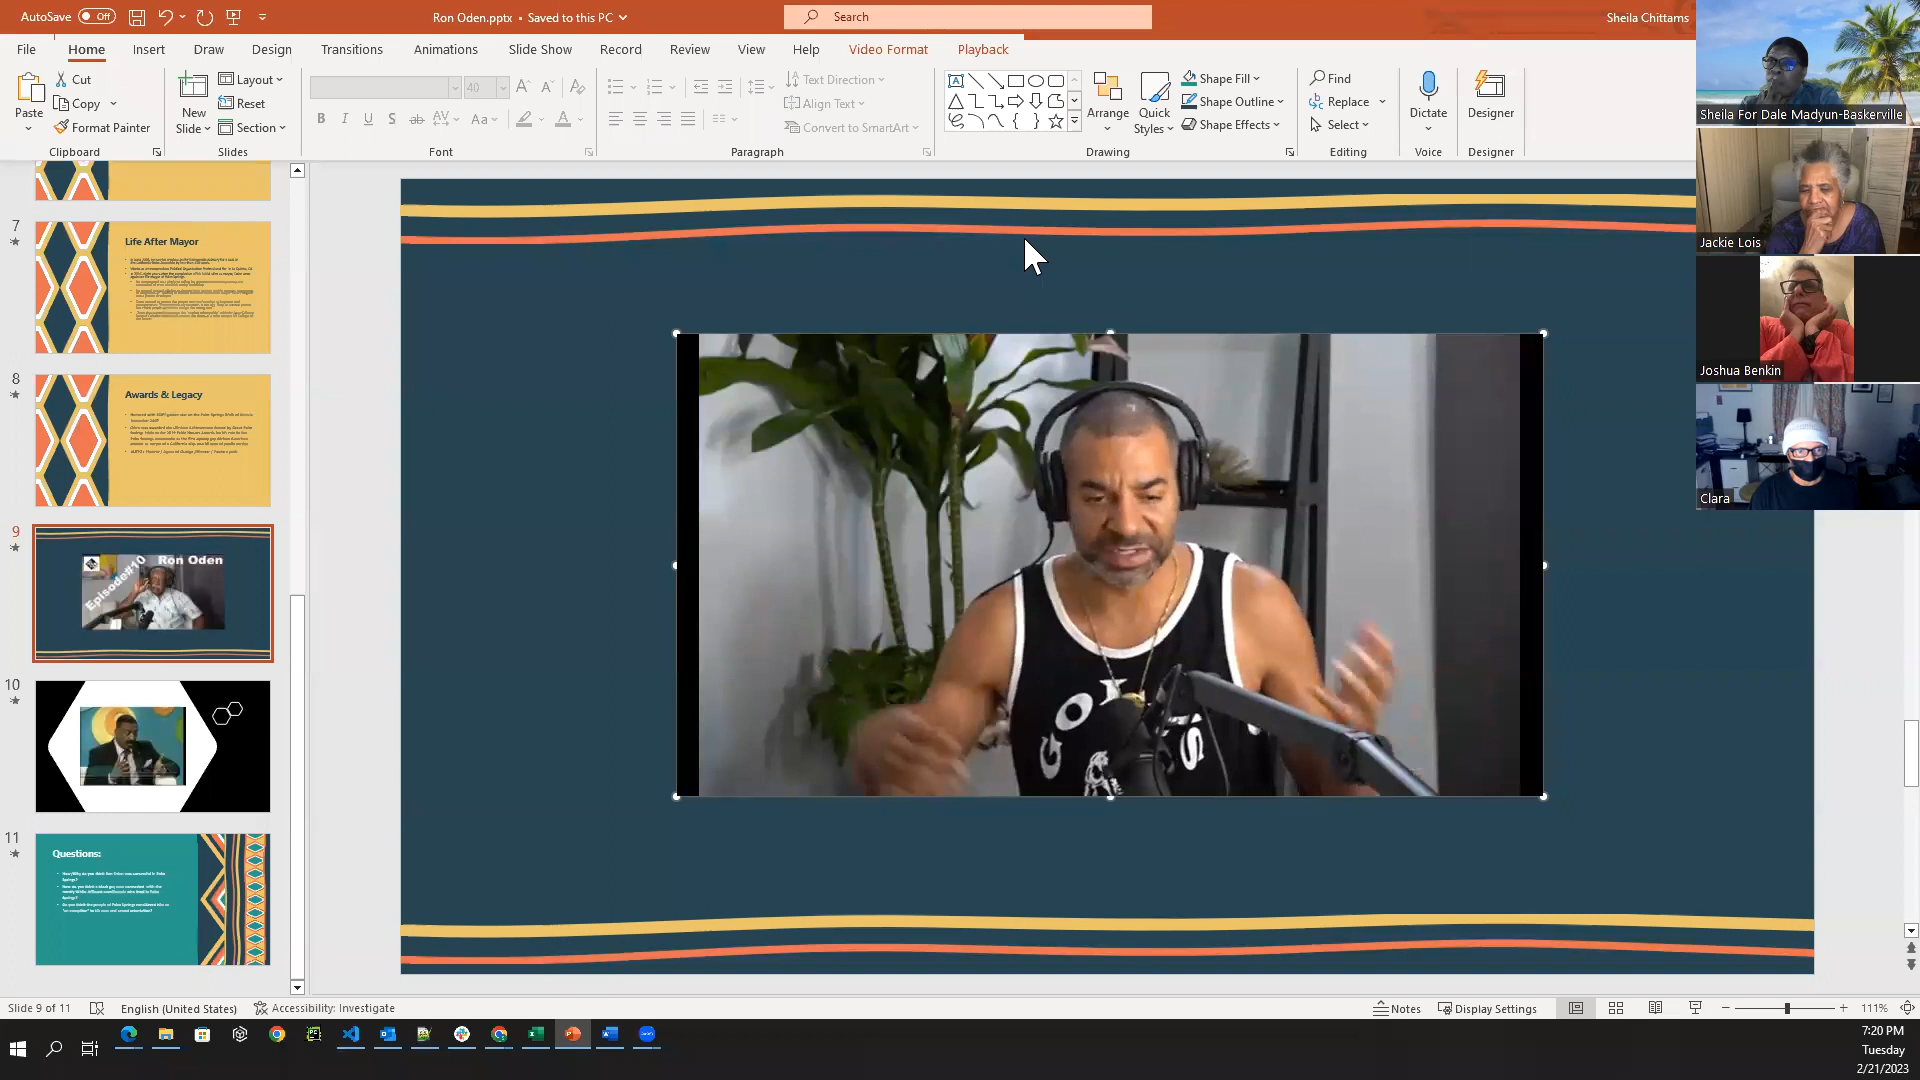 AutoSave Off Ron Oden.pptx • Saved to this PC Search Sheila Chittams
File Home Insert Draw Design Transitions Animations Slide Show Record Review View Help Video Format Playback
Paste Cut Copy Format Painter Clipboard
New Slide Layout Reset Section Slides
40 Aa Font
Text Direction Align Text Convert to SmartArt Paragraph
Arrange Quick Styles Shape Fill Shape Outline Shape Effects Drawing
Find Replace Select Editing
Dictate Voice
Designer Designer
Sheila For Dale Madyun-Baskerville
Jackie Lois
Joshua Benkin
Clara
7
Life After Mayor
8
Awards & Legacy
9
Episode#10 Ron Oden
10
11
Questions:
GO
S
Slide 9 of 11 English (United States) Accessibility: Investigate Notes Display Settings 111%
7:20 PM
Tuesday
2/21/2023